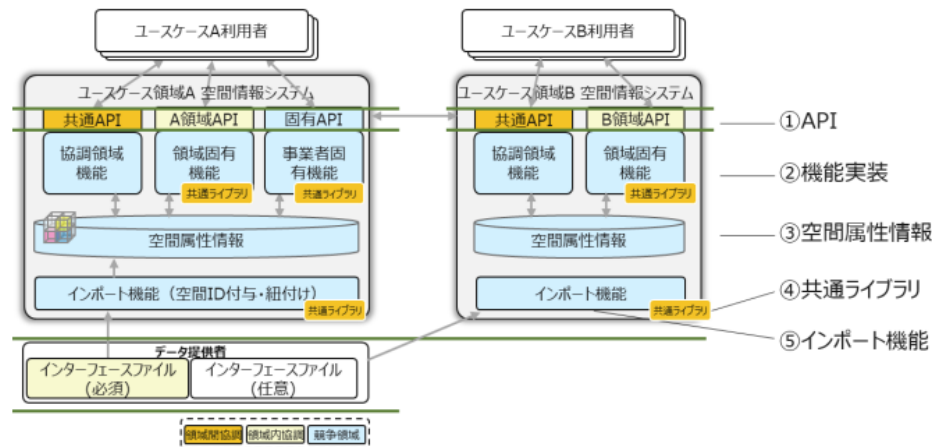 ユースケースA利用者
ユースケースB利用者
ユースケース領域A 空間情報システム
ユースケース領域B 空間情報システム
共通API
A領域API
固有API
共通API
B領域API
①API
協調領域
機能
領域固有
機能
事業者固
有機能
協調領域
機能
領域固有
機能
②機能実装
共通ライブラリ
共通ライブラリ
共通ライブラリ
空間属性情報
空間属性情報
③空間属性情報
インポート機能（空間ID付与・紐付け）
インポート機能
④共通ライブラリ
共通ライブラリ
共通ライブラリ
⑤インポート機能
データ提供者
インターフェースファイル
(必須)
インターフェースファイル
(任意)
領域間協調
領域内協調
競争領域